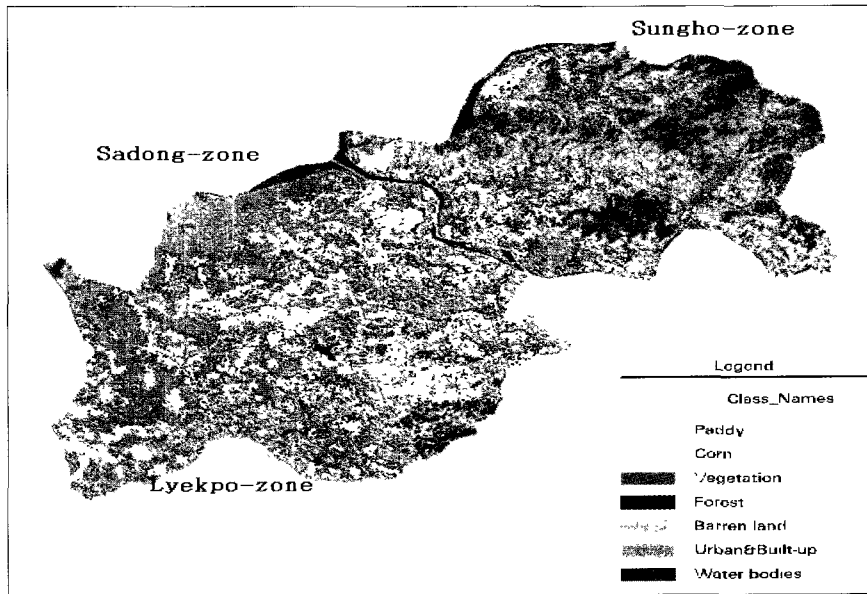 Sungho-zone
Sadong-zone
Lyekpo-zone
Legend
Class_Names
Paddy
Corn
Vegetation
Forest
Barren land
Urban&Built-up
Water bodies